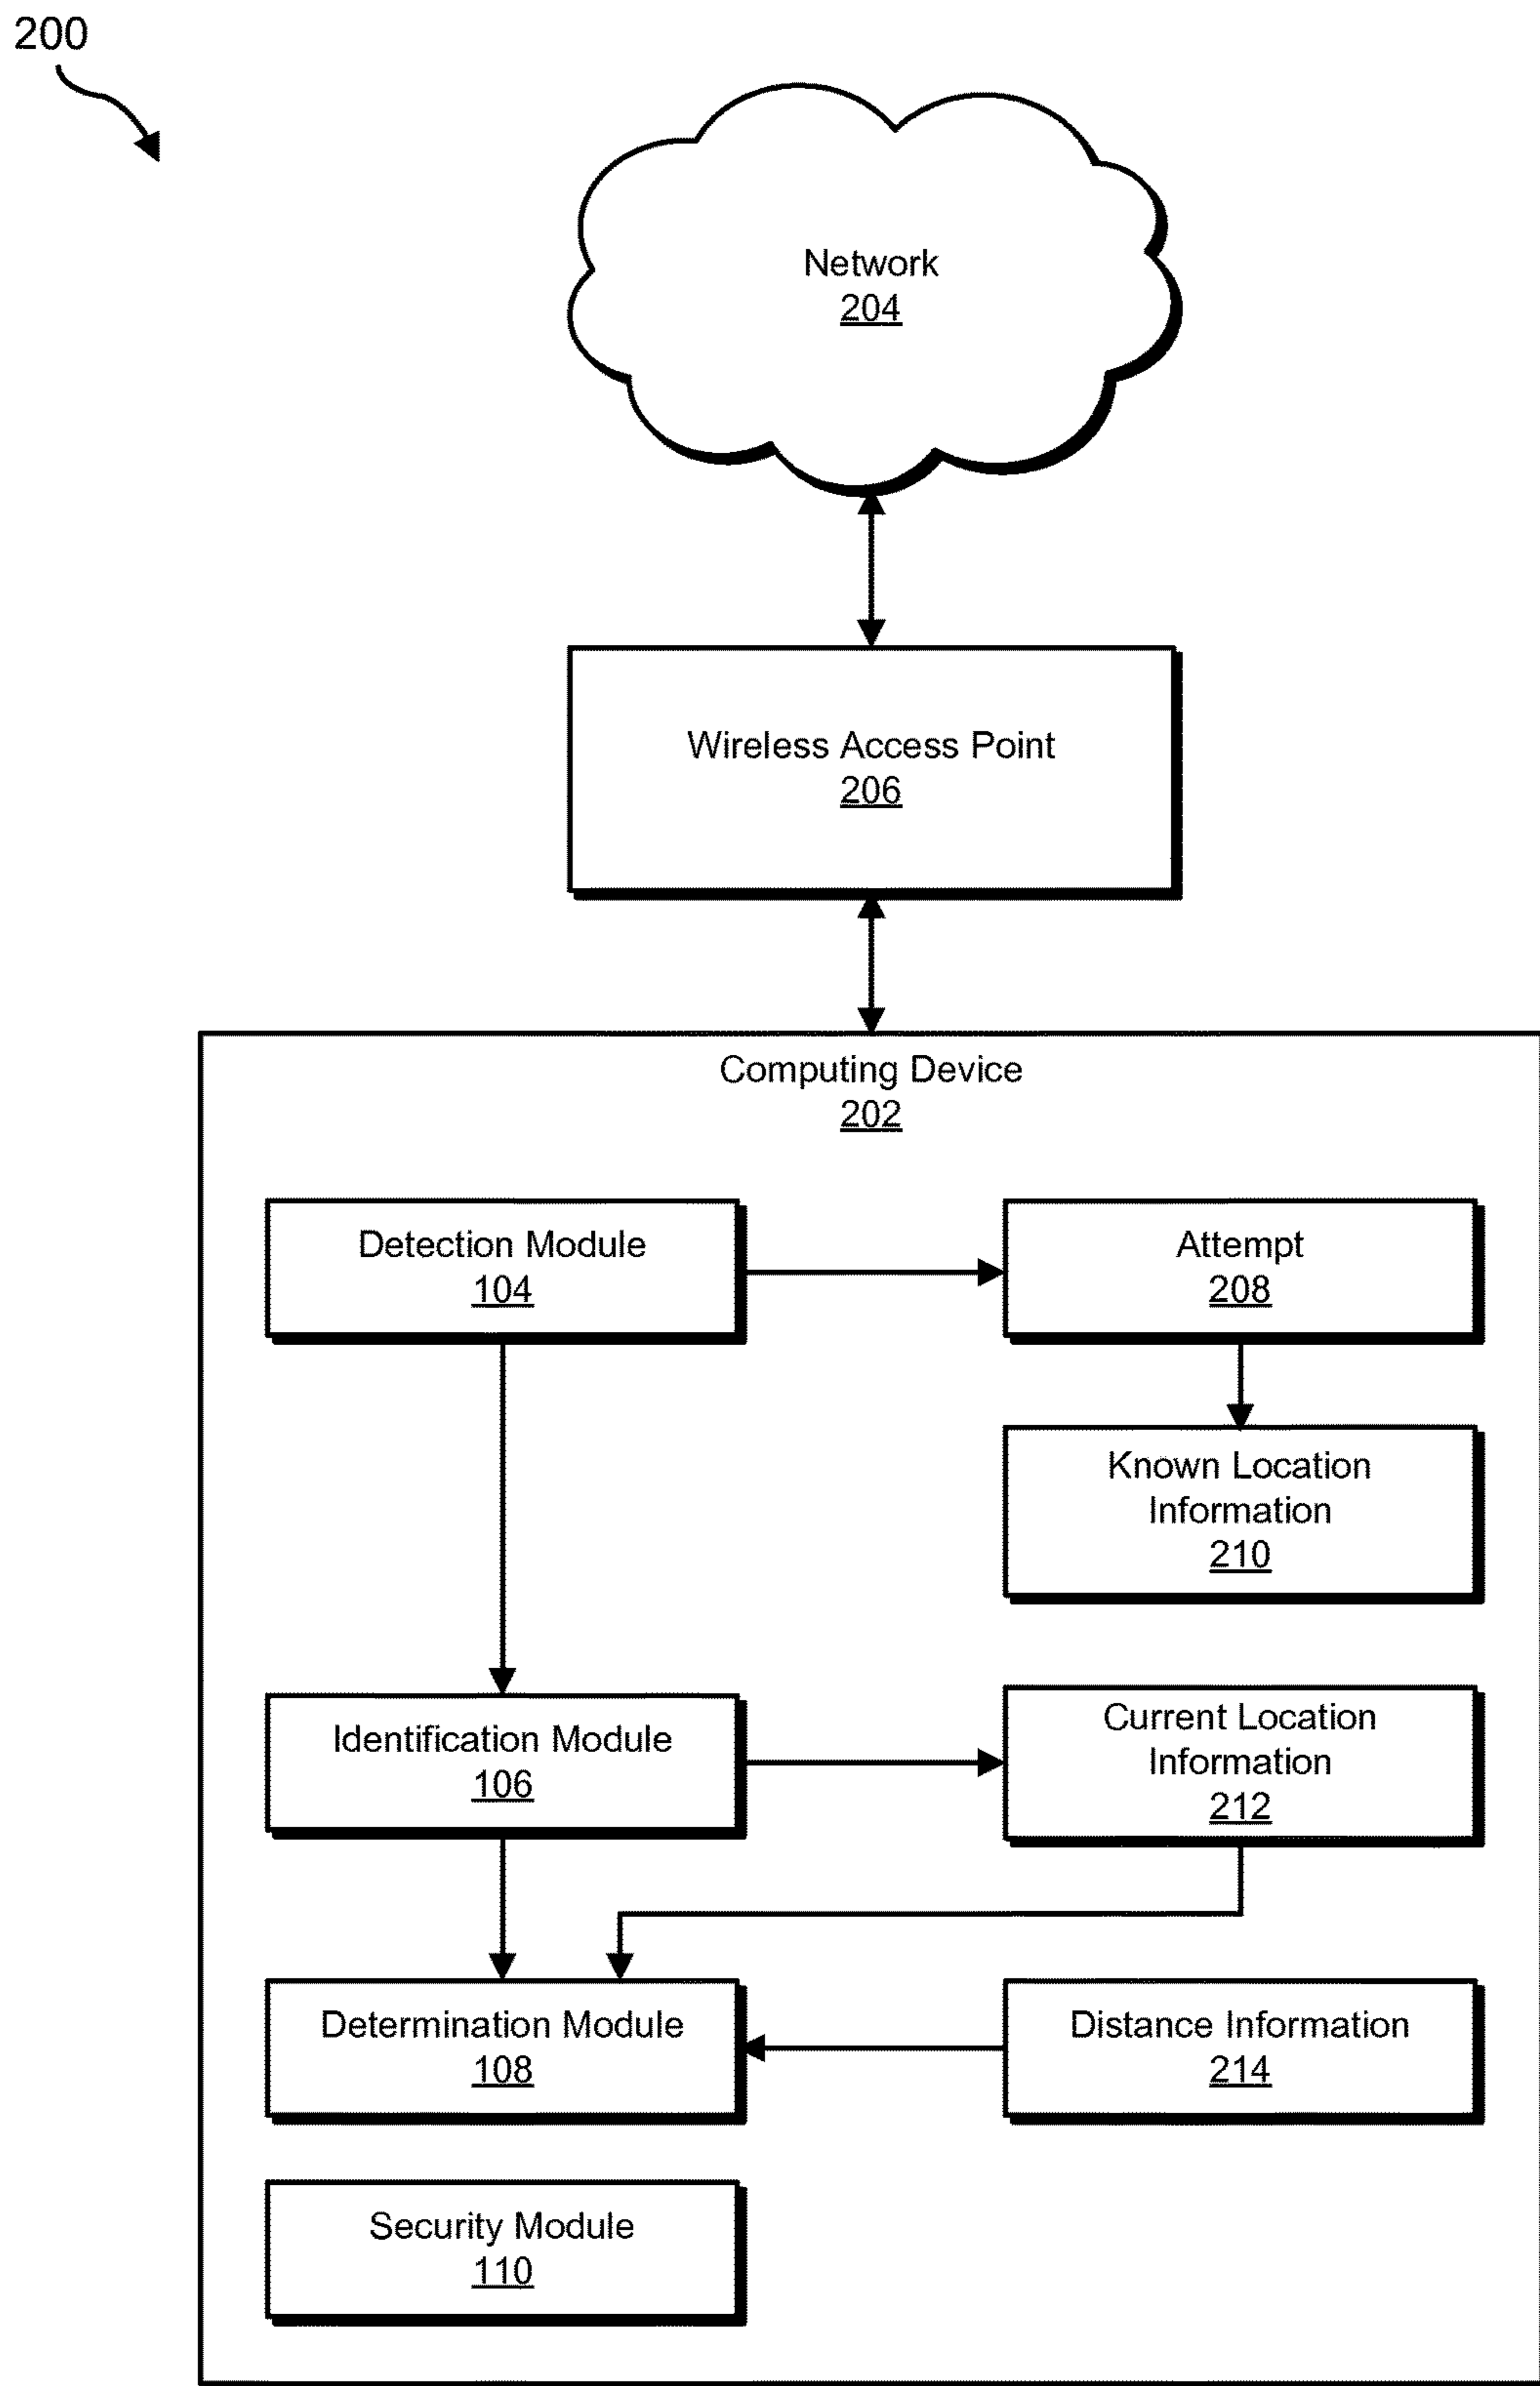 200
Network
204
Wireless Access Point
206
Computing Device
202
Detection Module
104
Attempt
208
Known Location
Information
210
Identification Module
106
Current Location
Information
212
Determination Module
108
Distance Information
214
Security Module
110